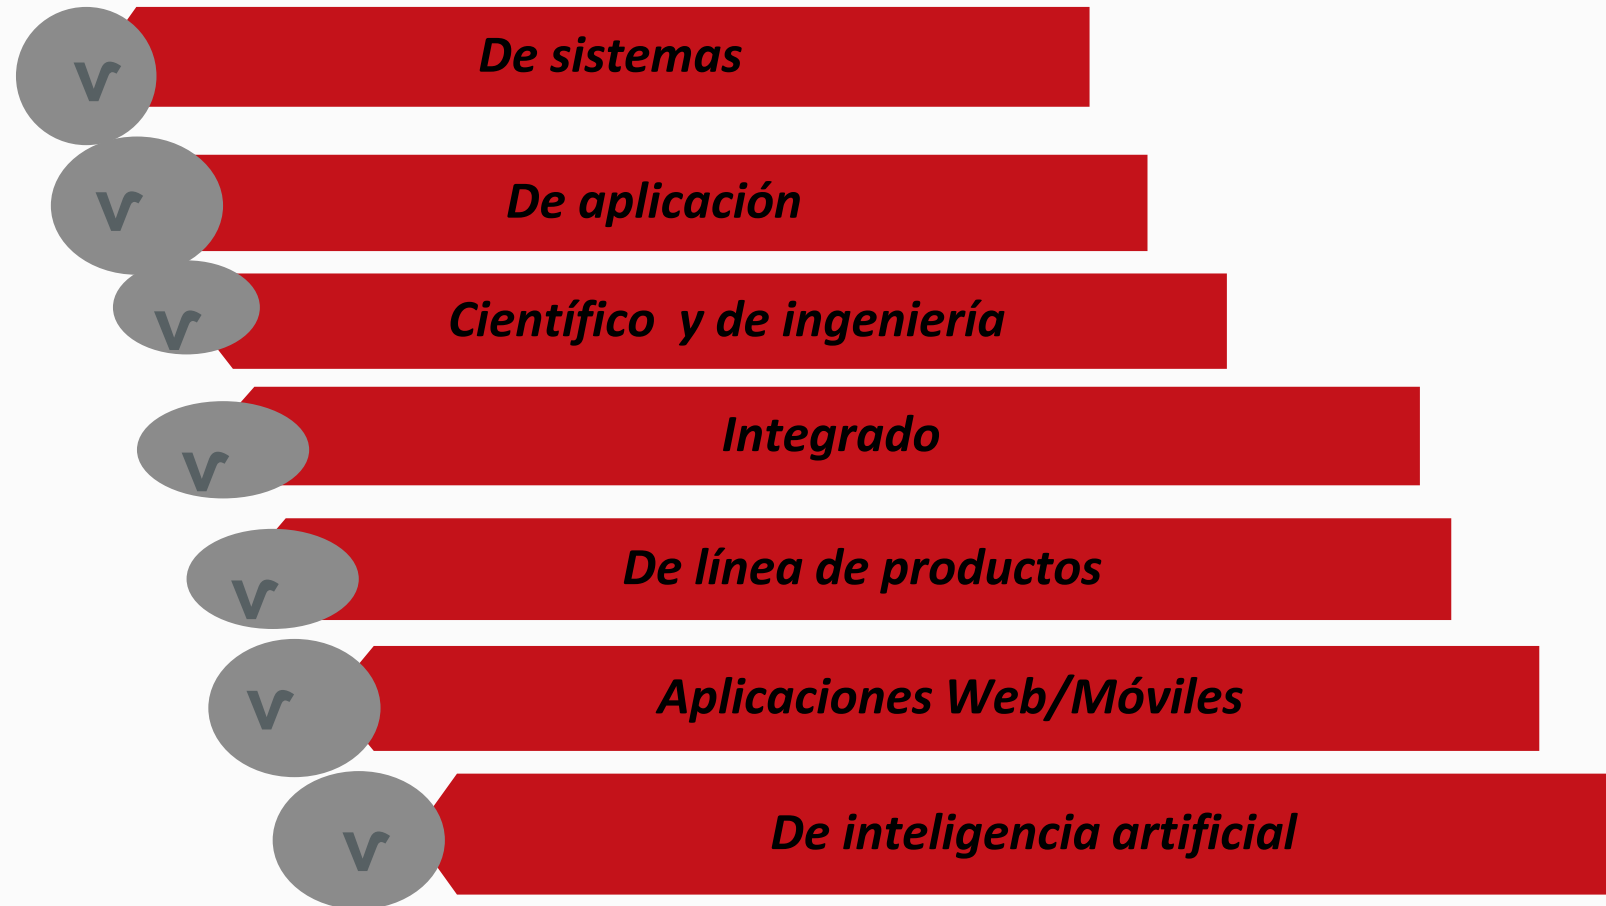 ⱱ De sistemas
ⱱ De aplicación
ⱱ Científico y de ingeniería
ⱱ Integrado
ⱱ De línea de productos
ⱱ Aplicaciones Web/Móviles
ⱱ De inteligencia artificial